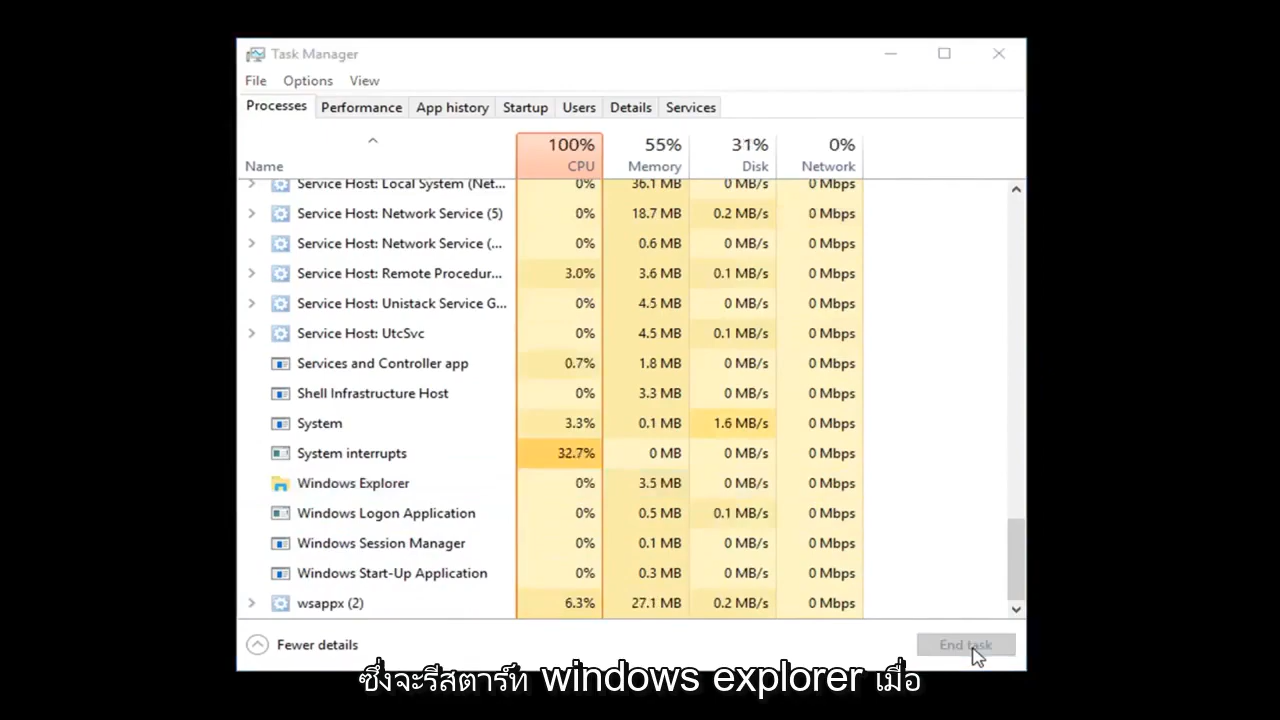 Task Manager
File Options View
Processes Performance App history Startup Users Details Services
100% 55% 31% 0%
Name CPU Memory Disk Network
Service Host: Local System (Net... 0% 36.1 MB 0 MB/s 0 Mbps
Service Host: Network Service (5) 0% 18.7 MB 0.2 MB/s 0 Mbps
Service Host: Network Service (... 0% 0.6 MB 0 MB/s 0 Mbps
Service Host: Remote Procedur... 3.0% 3.6 MB 0.1 MB/s 0 Mbps
Service Host: Unistack Service G... 0% 4.5 MB 0 MB/s 0 Mbps
Service Host: UtcSvc 0% 4.5 MB 0.1 MB/s 0 Mbps
Services and Controller app 0.7% 1.8 MB 0 MB/s 0 Mbps
Shell Infrastructure Host 0% 3.3 MB 0 MB/s 0 Mbps
System 3.3% 0.1 MB 1.6 MB/s 0 Mbps
System interrupts 32.7% 0 MB 0 MB/s 0 Mbps
Windows Explorer 0% 3.5 MB 0 MB/s 0 Mbps
Windows Logon Application 0% 0.5 MB 0.1 MB/s 0 Mbps
Windows Session Manager 0% 0.1 MB 0 MB/s 0 Mbps
Windows Start-Up Application 0% 0.3 MB 0 MB/s 0 Mbps
wsappx (2) 6.3% 27.1 MB 0.2 MB/s 0 Mbps
Fewer details End task
ซึ่งจะรีสตาร์ท windows explorer เมื่อ